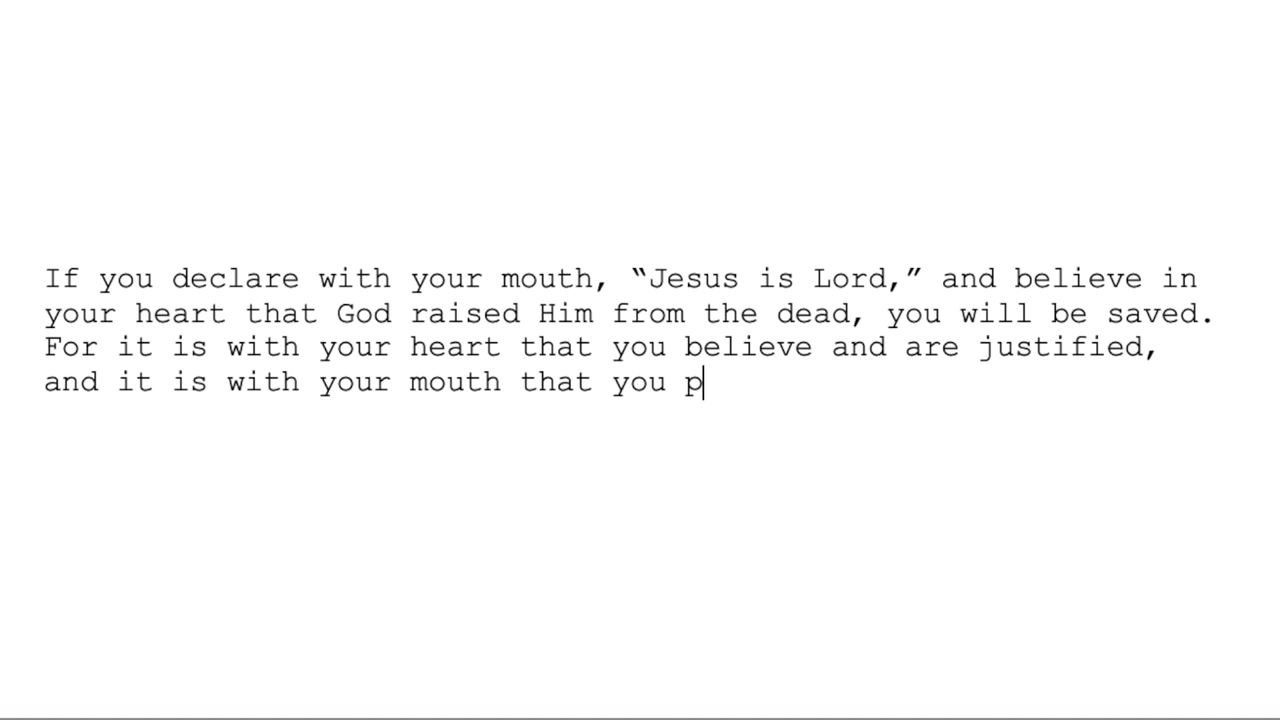 If you declare with your mouth, “Jesus is Lord,” and believe in
your heart that God raised Him from the dead, you will be saved.
For it is with your heart that you believe and are justified,
and it is with your mouth that you p